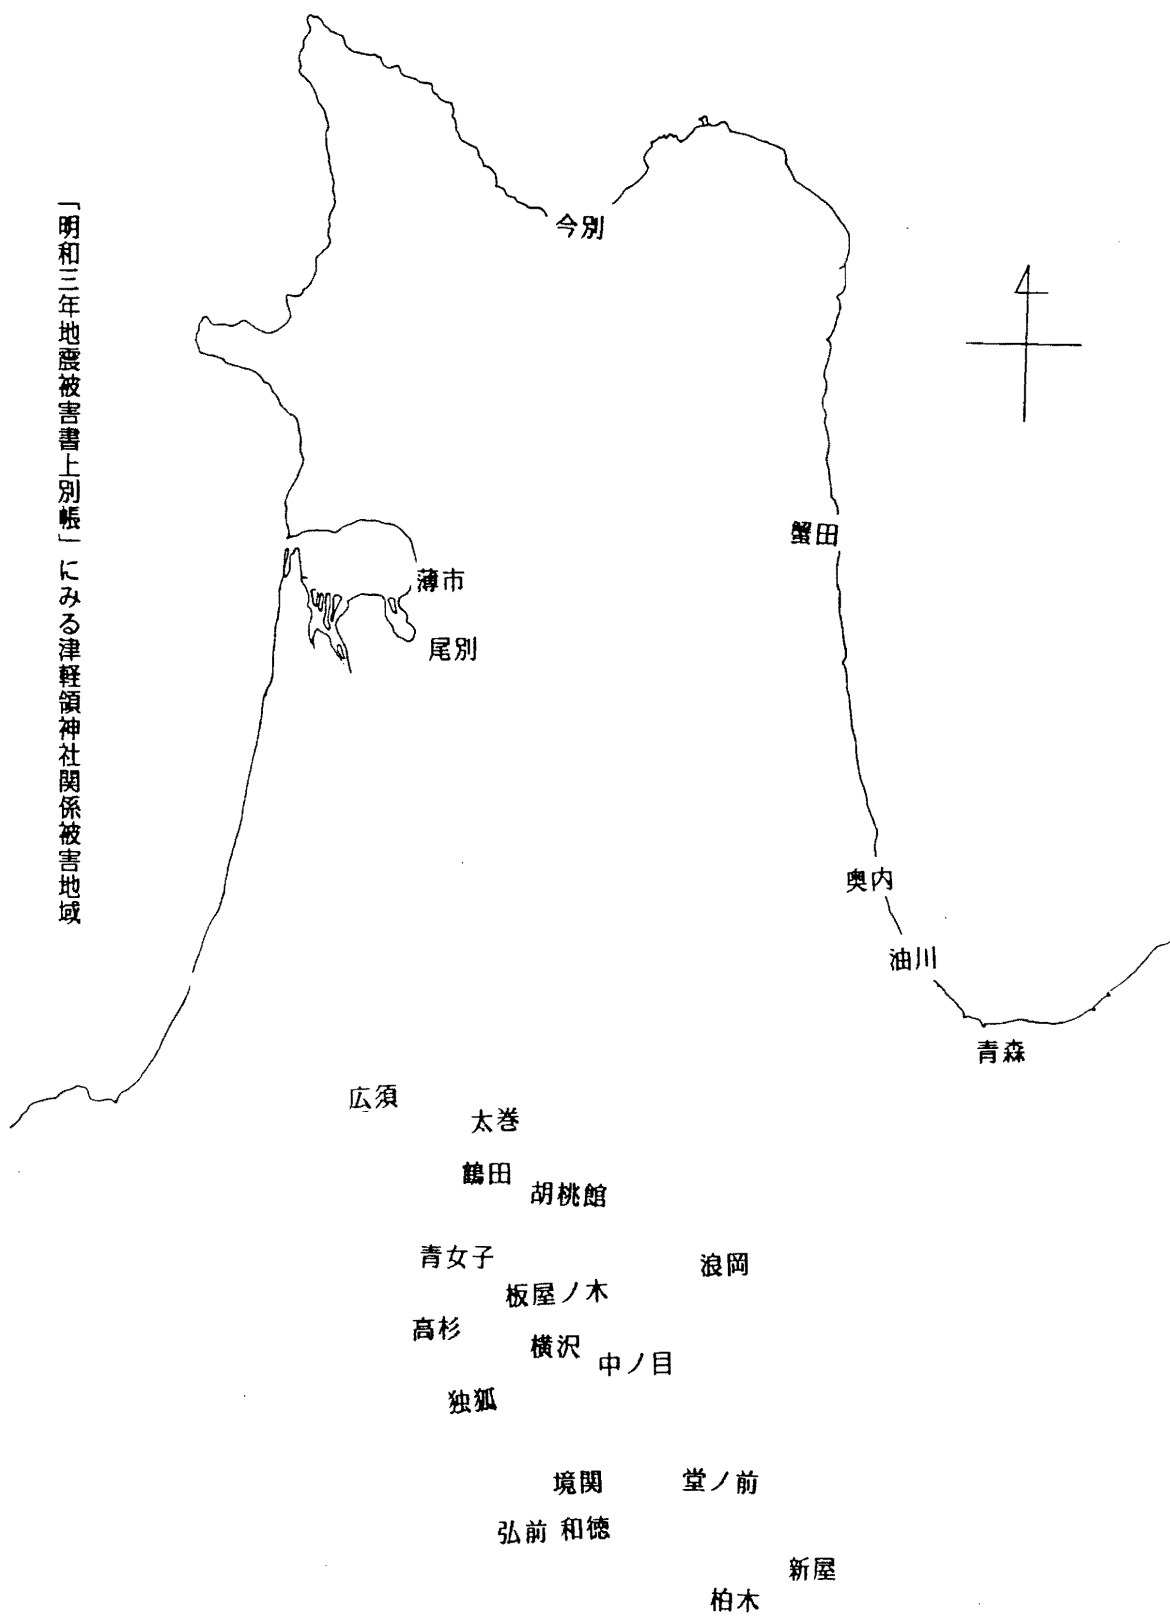 「明和三年地震被害書上別帳」にみる津軽領神社関係被害地域
今別
蟹田
薄市
尾別
奥内
油川
青森
広須
太巻
鶴田
胡桃館
青女子
浪岡
板屋ノ木
高杉
横沢
中ノ目
独狐
境関
堂ノ前
弘前
和徳
新屋
柏木